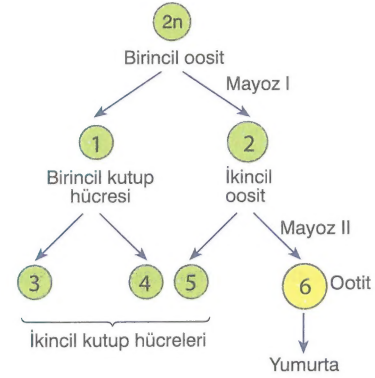 2n
Birincil oosit
Mayoz I
1
2
Birincil kutup
hücresi
İkincil
oosit
Mayoz II
3
4
5
6
Ootit
İkincil kutup hücreleri
Yumurta